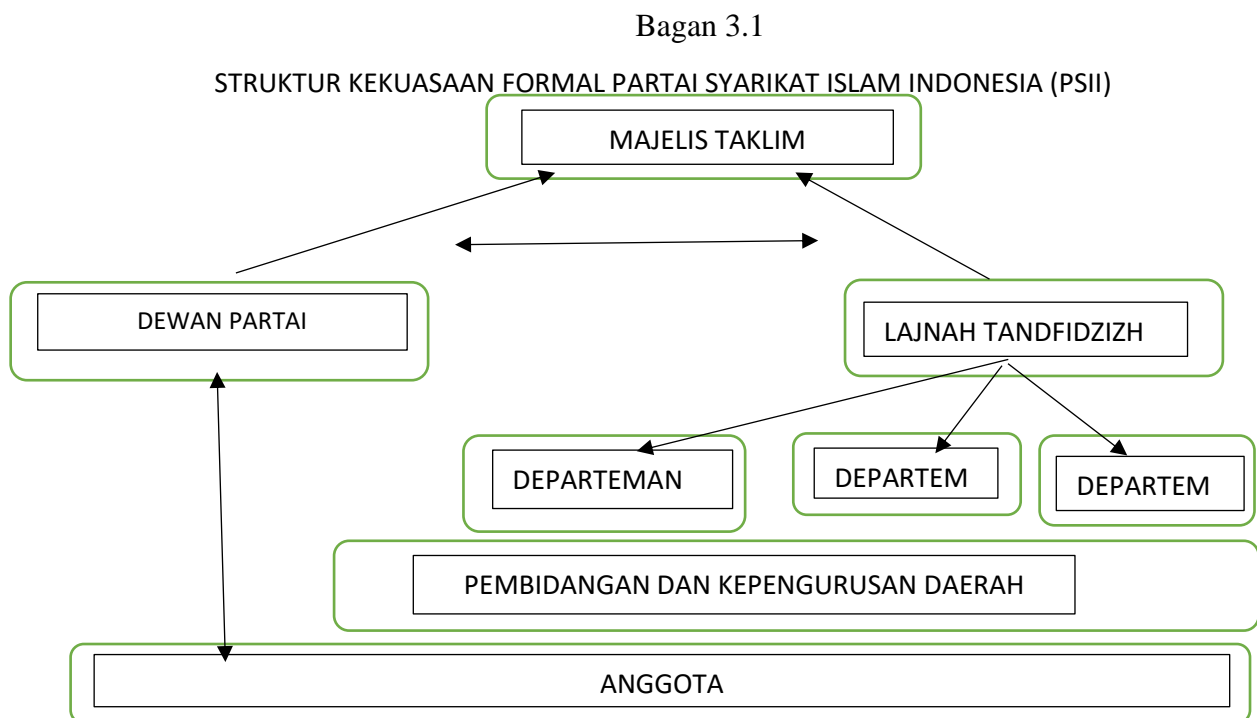 Bagan 3.1
STRUKTUR KEKUASAAN FORMAL PARTAI SYARIKAT ISLAM INDONESIA (PSII)
MAJELIS TAKLIM
DEWAN PARTAI
LAJNAH TANDFIDZIZH
DEPARTEMAN
DEPARTEM
DEPARTEM
PEMBIDANGAN DAN KEPENGURUSAN DAERAH
ANGGOTA